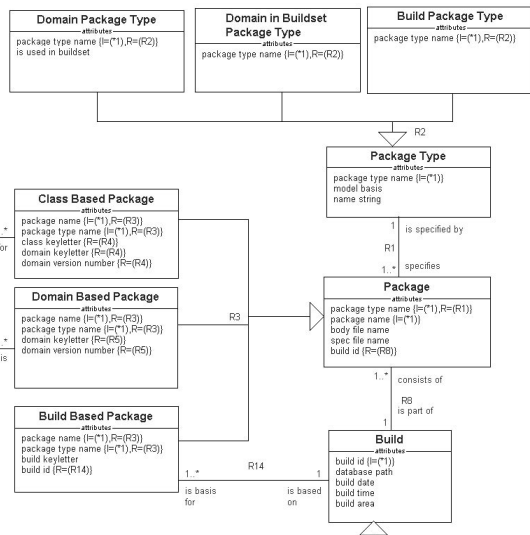 Domain Package Type
attributes
package type name {I=(*1),R=(R2)}
is used in buildset
Domain in Buildset
Package Type
attributes
package type name {I=(*1),R=(R2)}
Build Package Type
attributes
package type name {I=(*1),R=(R2)}
R2
Package Type
attributes
package type name {I=(*1)}
model basis
name string
1
is specified by
R1
1..*
specifies
Class Based Package
attributes
package name {I=(*1),R=(R3)}
package type name {I=(*1),R=(R3)}
class keyletter {R=(R4)}
domain keyletter {R=(R4)}
domain version number {R=(R4)}
..*
for
Domain Based Package
attributes
package name {I=(*1),R=(R3)}
package type name {I=(*1),R=(R3)}
domain keyletter {R=(R5)}
domain version number {R=(R5)}
..*
is
R3
Package
attributes
package type name {I=(*1),R=(R1)}
package name {I=(*1)}
body file name
spec file name
build id {R=(R8)}
1..*
consists of
R8
is part of
1
Build Based Package
attributes
package name {I=(*1),R=(R3)}
package type name {I=(*1),R=(R3)}
build keyletter
build id {R=(R14)}
1..*
R14
1
is basis
for
is based
on
Build
attributes
build id {I=(*1)}
database path
build date
build time
build area